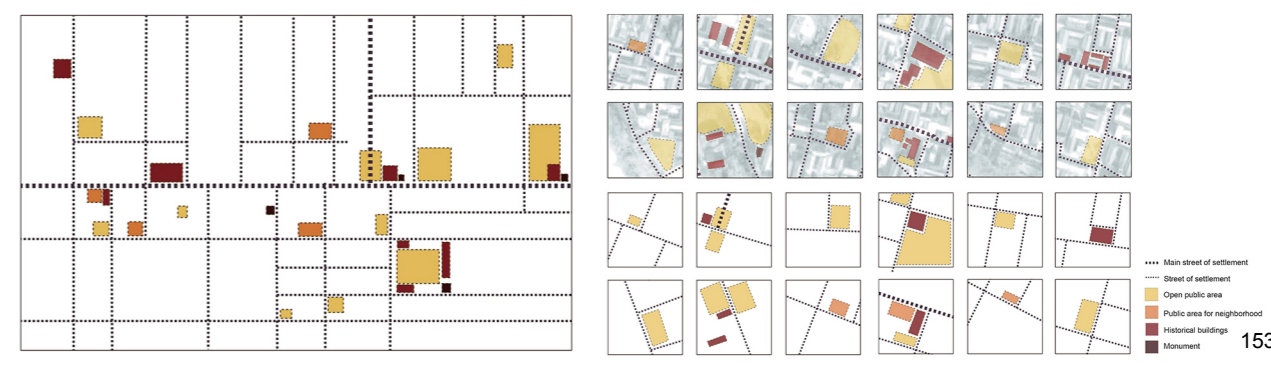 Main street of settlement
Street of settlement
Open public area
Public area for neighborhood
Historical buildings
Monument
153